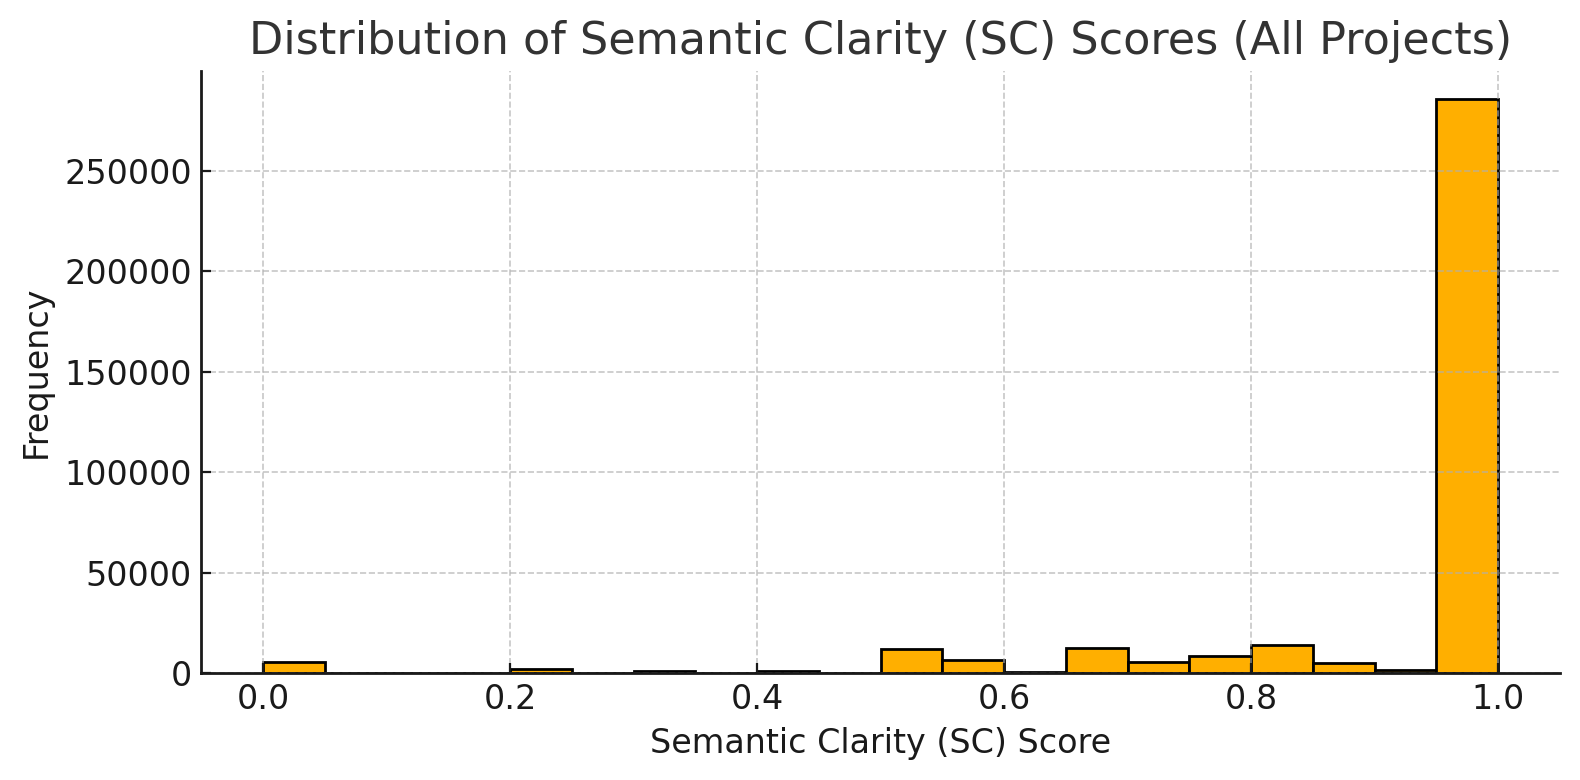 Distribution of Semantic Clarity (SC) Scores (All Projects)
Frequency
250000
200000
150000
100000
50000
0
0.0 0.2 0.4 0.6 0.8 1.0
Semantic Clarity (SC) Score